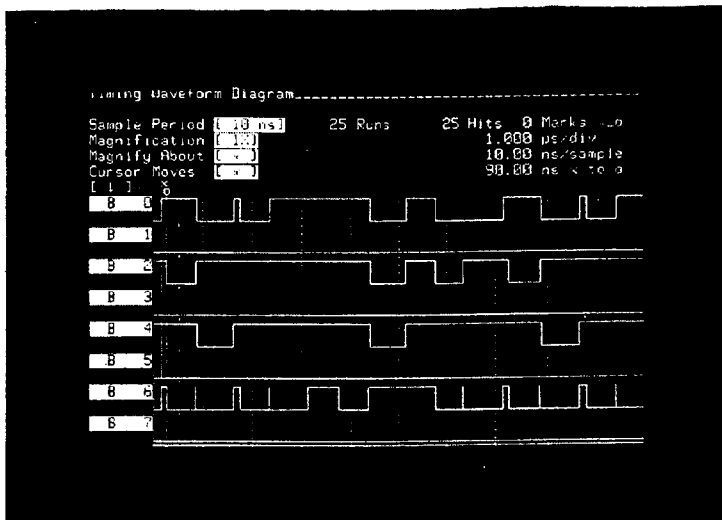 Timing Waveform Diagram
Sample Period [ 10 ns] 25 Runs 25 Hits 0 Marks
Magnification [ 1X] 1.000 µs/div
Magnify About [ x ] 10.00 ns/sample
Cursor Moves [ x ] 90.00 ns x to o
[ ↓ ] x
o
B 0
B 1
B 2
B 3
B 4
B 5
B 6
B 7